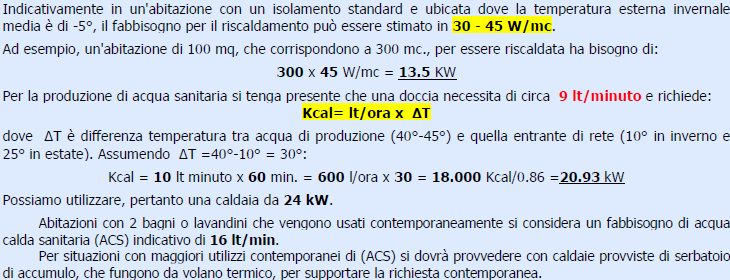 Indicativamente in un'abitazione con un isolamento standard e ubicata dove la temperatura esterna invernale
media è di -5°, il fabbisogno per il riscaldamento può essere stimato in 30 - 45 W/mc.
Ad esempio, un'abitazione di 100 mq, che corrispondono a 300 mc., per essere riscaldata ha bisogno di:
300 x 45 W/mc = 13.5 KW
Per la produzione di acqua sanitaria si tenga presente che una doccia necessita di circa 9 lt/minuto e richiede:
Kcal= lt/ora x ΔT
dove ΔT è differenza temperatura tra acqua di produzione (40°-45°) e quella entrante di rete (10° in inverno e
25° in estate). Assumendo ΔT =40°-10° = 30°:
Kcal = 10 lt minuto x 60 min. = 600 l/ora x 30 = 18.000 Kcal/0.86 =20.93 kW
Possiamo utilizzare, pertanto una caldaia da 24 kW.
Abitazioni con 2 bagni o lavandini che vengono usati contemporaneamente si considera un fabbisogno di acqua
calda sanitaria (ACS) indicativo di 16 lt/min.
Per situazioni con maggiori utilizzi contemporanei di (ACS) si dovrà provvedere con caldaie provviste di serbatoio
di accumulo, che fungono da volano termico, per supportare la richiesta contemporanea.